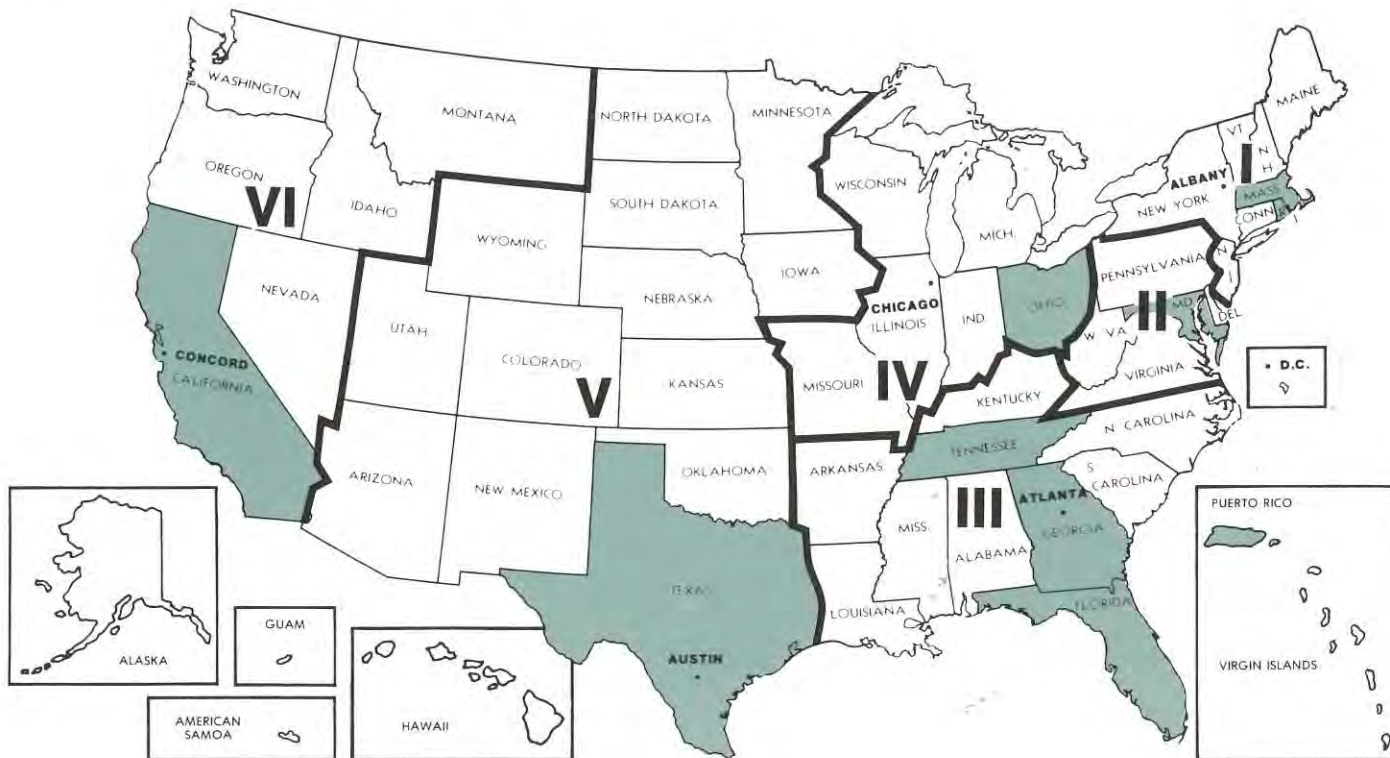 WASHINGTON
MONTANA
NORTH DAKOTA
MINNESOTA
MAINE
VT
N
H
I
OREGON
VI
IDAHO
WYOMING
SOUTH DAKOTA
WISCONSIN
MICH.
ALBANY
NEW YORK
MASS
CONN
R
I
NEVADA
UTAH
COLORADO
V
NEBRASKA
IOWA
KANSAS
CHICAGO
ILLINOIS
IND.
OHIO
PENNSYLVANIA
N
J
II
MD
DEL
W VA
VIRGINIA
D.C.
CONCORD
CALIFORNIA
MISSOURI
IV
KENTUCKY
N CAROLINA
TENNESSEE
ARIZONA
NEW MEXICO
OKLAHOMA
ARKANSAS
S
CAROLINA
ATLANTA
GEORGIA
MISS.
III
ALABAMA
TEXAS
AUSTIN
LOUISIANA
FLORIDA
ALASKA
GUAM
AMERICAN
SAMOA
HAWAII
PUERTO RICO
VIRGIN ISLANDS